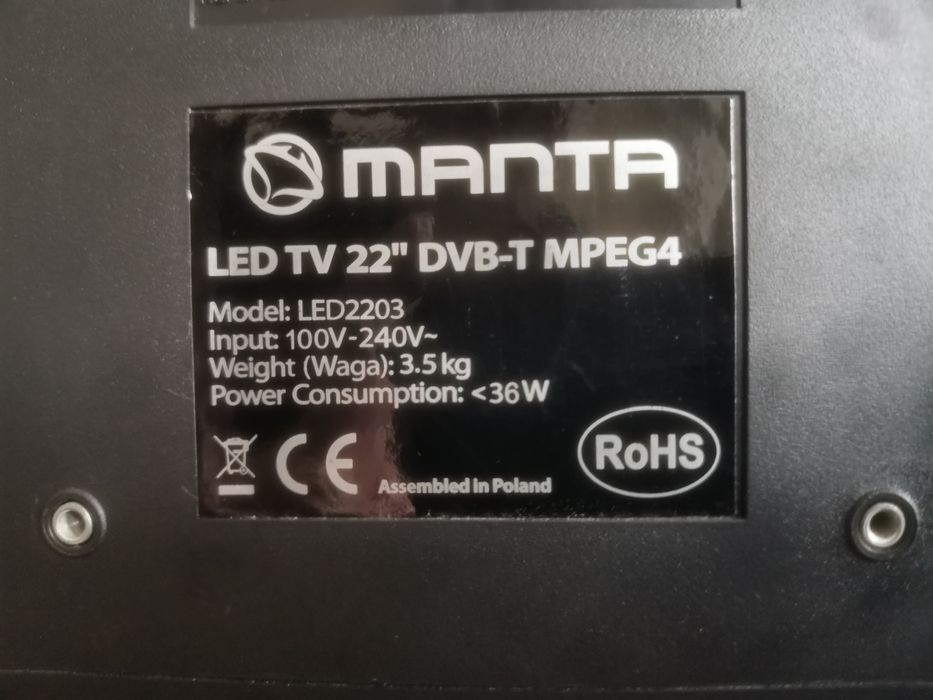 MANTA
LED TV 22" DVB-T MPEG4
Model: LED2203
Input: 100V-240V~
Weight (Waga): 3.5 kg
Power Consumption: <36W
CE
Assembled in Poland
RoHS